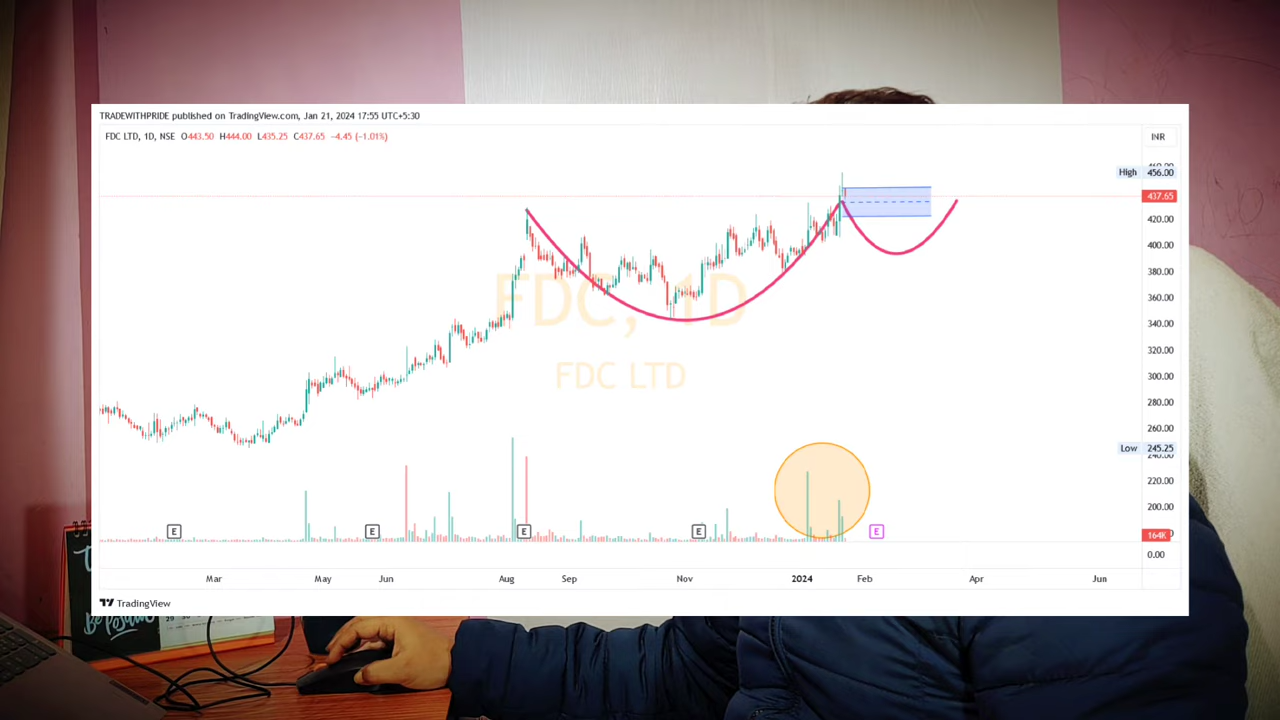 TRADEWITHPRIDE published on TradingView.com, Jan 21, 2024 17:55 UTC+5:30
FDC LTD, 1D, NSE O443.50 H444.00 L435.25 C437.65 −4.45 (−1.01%)
INR
High 456.00
437.65
420.00
400.00
380.00
360.00
340.00
320.00
300.00
280.00
260.00
Low 245.25
220.00
200.00
164K
0.00
FDC, 1D
FDC LTD
E E E E E
Mar May Jun Aug Sep Nov 2024 Feb Apr Jun
TradingView
Be Positive